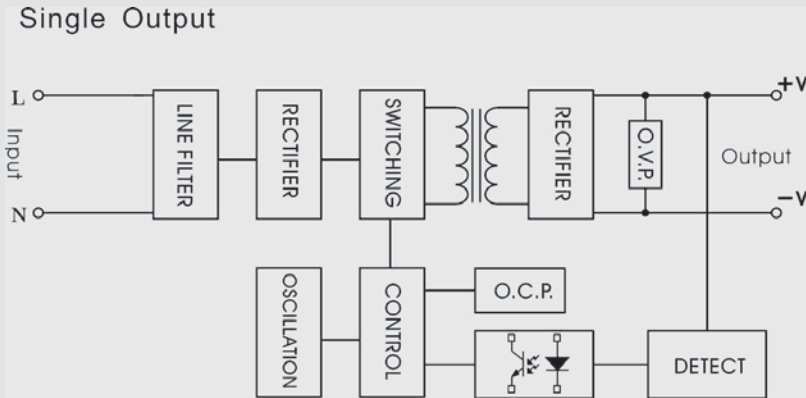 Single Output
L
Input
N
LINE FILTER
RECTIFIER
SWITCHING
RECTIFIER
O.V.P.
+V
Output
-V
OSCILLATION
CONTROL
O.C.P.
DETECT